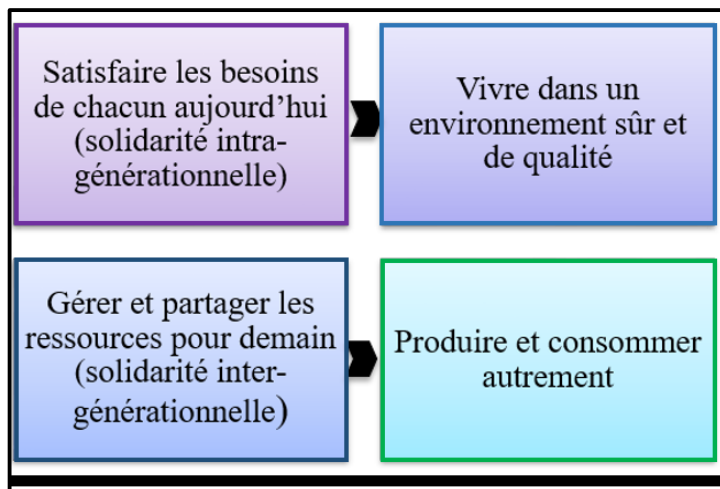 Satisfaire les besoins
de chacun aujourd’hui
(solidarité intra-
générationnelle)
Vivre dans un
environnement sûr et
de qualité
Gérer et partager les
ressources pour demain
(solidarité inter-
générationnelle)
Produire et consommer
autrement